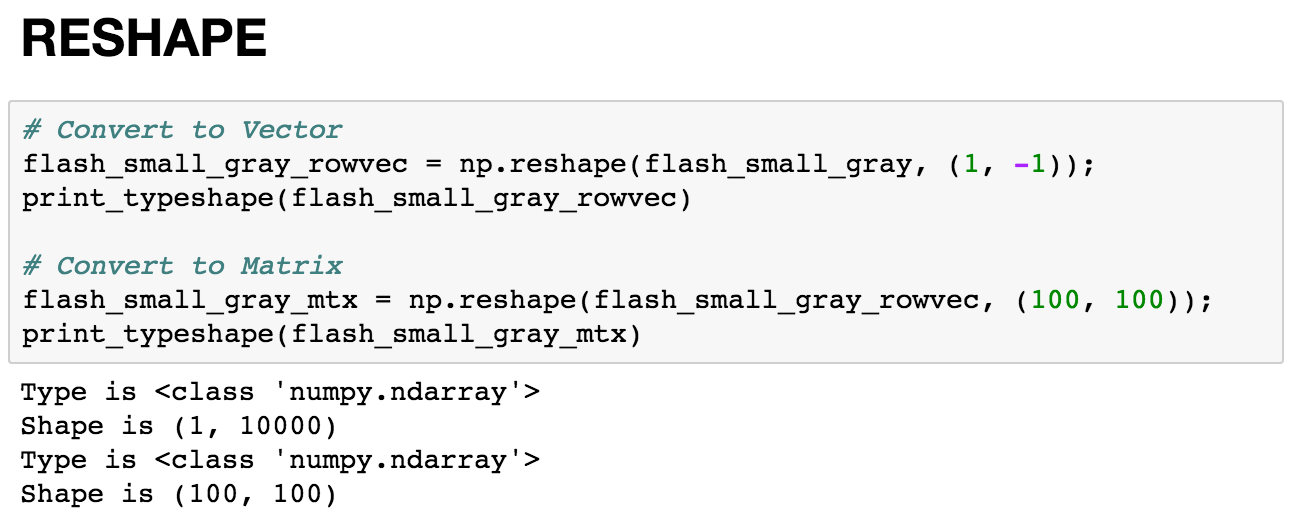 RESHAPE
# Convert to Vector
flash_small_gray_rowvec = np.reshape(flash_small_gray, (1, -1));
print_typeshape(flash_small_gray_rowvec)
# Convert to Matrix
flash_small_gray_mtx = np.reshape(flash_small_gray_rowvec, (100, 100));
print_typeshape(flash_small_gray_mtx)
Type is <class 'numpy.ndarray'>
Shape is (1, 10000)
Type is <class 'numpy.ndarray'>
Shape is (100, 100)